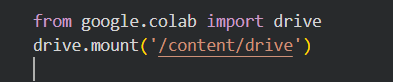 from google.colab import drive
drive.mount('/content/drive')